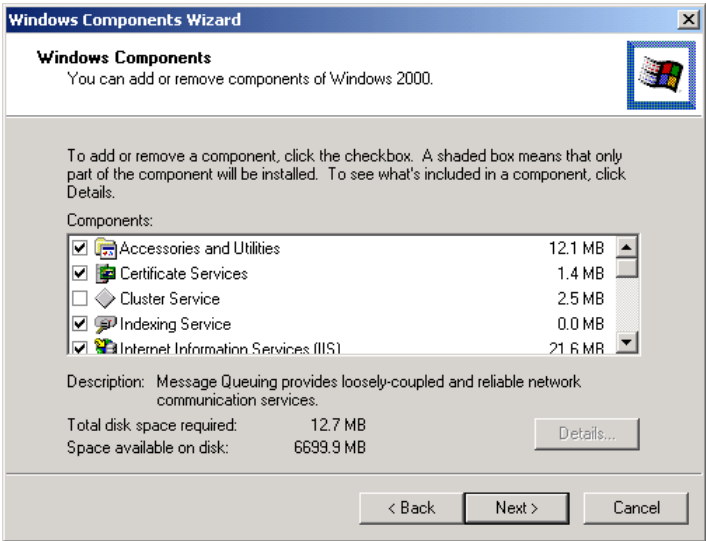 Windows Components Wizard
Windows Components
You can add or remove components of Windows 2000.
To add or remove a component, click the checkbox. A shaded box means that only
part of the component will be installed. To see what's included in a component, click
Details.
Components:
Accessories and Utilities 12.1 MB
Certificate Services 1.4 MB
Cluster Service 2.5 MB
Indexing Service 0.0 MB
Internet Information Services (IIS) 21.6 MB
Description: Message Queuing provides loosely-coupled and reliable network
communication services.
Total disk space required: 12.7 MB
Space available on disk: 6699.9 MB
Details...
< Back Next > Cancel